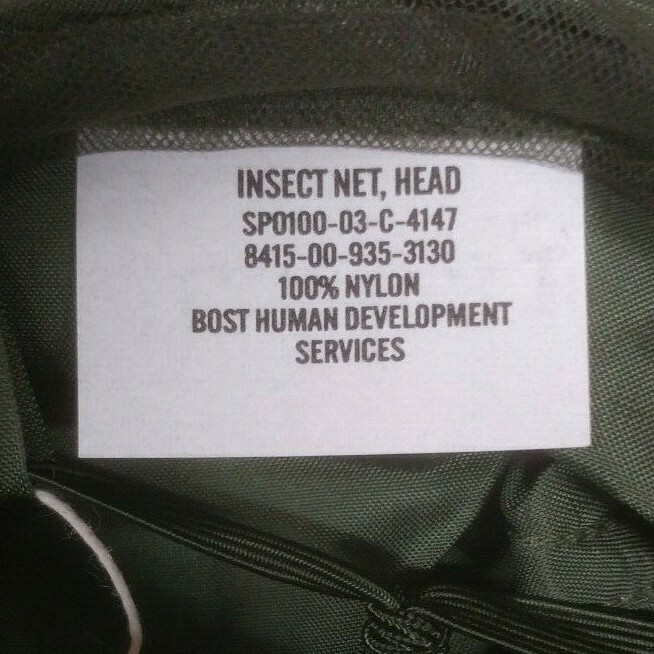 INSECT NET, HEAD
SP0100-03-C-4147
8415-00-935-3130
100% NYLON
BOST HUMAN DEVELOPMENT
SERVICES